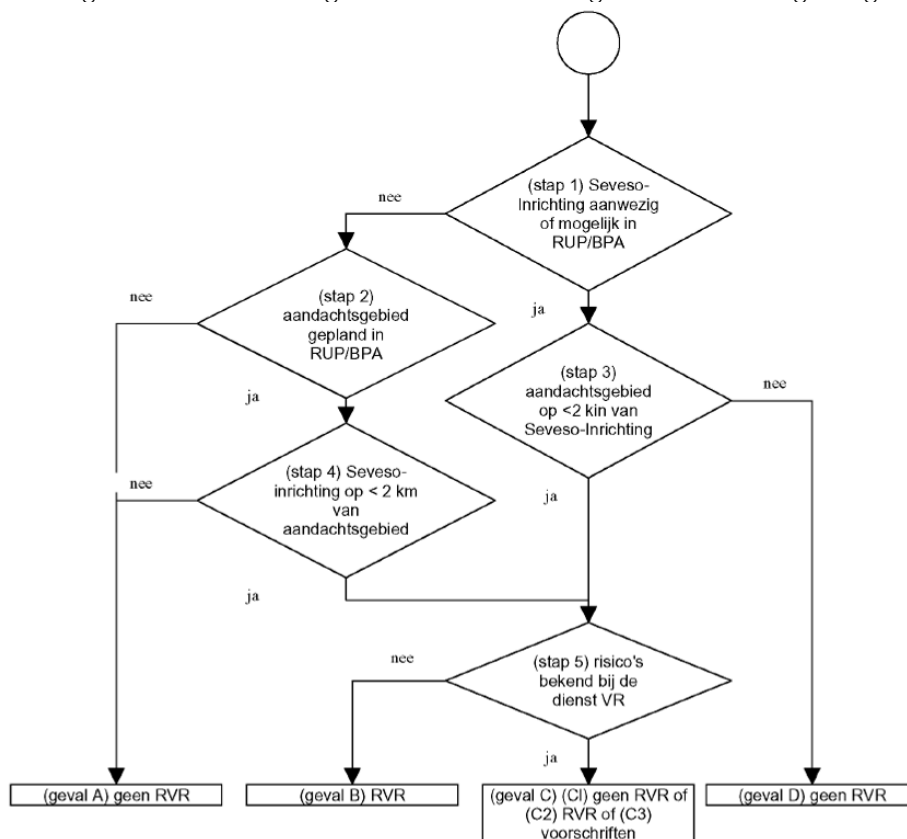 (stap 1) Seveso-
Inrichting aanwezig
of mogelijk in
RUP/BPA
nee
ja
(stap 2)
aandachtsgebied
gepland in
RUP/BPA
nee
ja
(stap 3)
aandachtsgebied
op <2 kin van
Seveso-Inrichting
nee
ja
(stap 4) Seveso-
inrichting op < 2 km
van
aandachtsgebied
nee
ja
(stap 5) risico's
bekend bij de
dienst VR
nee
ja
(geval A) geen RVR
(geval B) RVR
(geval C) (CI) geen RVR of
(C2) RVR of (C3)
voorschriften
(geval D) geen RVR